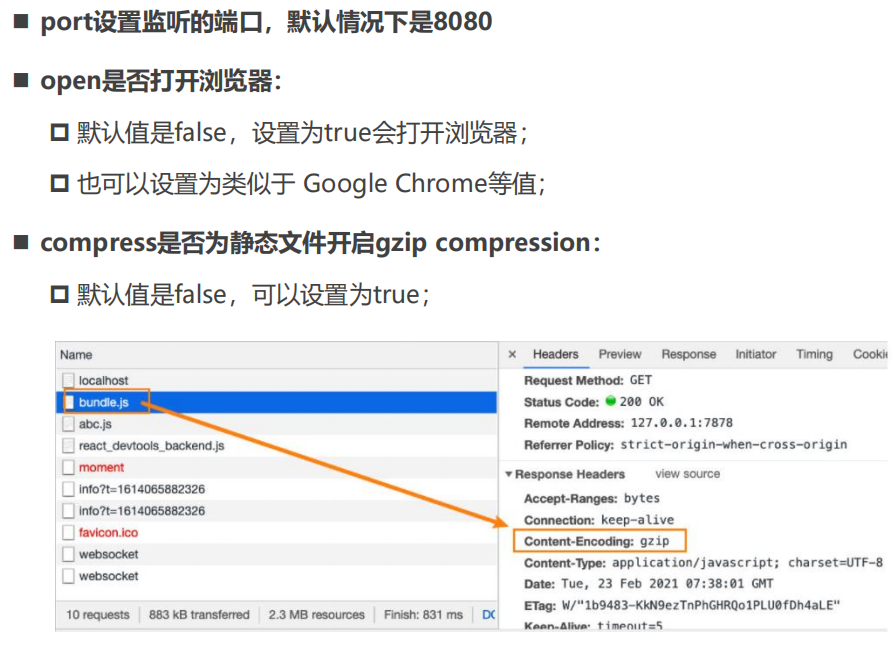 port设置监听的端口，默认情况下是8080
open是否打开浏览器：
默认值是false，设置为true会打开浏览器；
也可以设置为类似于 Google Chrome等值；
compress是否为静态文件开启gzip compression：
默认值是false，可以设置为true；
Name
localhost
bundle.js
abc.js
react_devtools_backend.js
moment
info?t=1614065882326
info?t=1614065882326
favicon.ico
websocket
websocket
10 requests 883 kB transferred 2.3 MB resources Finish: 831 ms
× Headers Preview Response Initiator Timing Cookie
Request Method: GET
Status Code: 200 OK
Remote Address: 127.0.0.1:7878
Referrer Policy: strict-origin-when-cross-origin
Response Headers view source
Accept-Ranges: bytes
Connection: keep-alive
Content-Encoding: gzip
Content-Type: application/javascript; charset=UTF-8
Date: Tue, 23 Feb 2021 07:38:01 GMT
ETag: W/"1b9483-KkN9ezTnPhGHRQo1PLU0fDh4aLE"
Keep-Alive: timeout=5